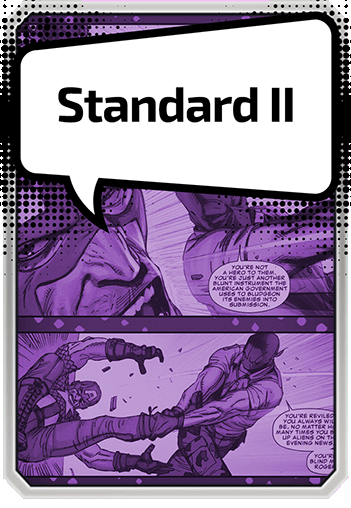 Standard II
YOU'RE NOT
A HERO TO THEM.
YOU'RE JUST ANOTHER
BLUNT INSTRUMENT THE
AMERICAN GOVERNMENT
USES TO BLUDGEON
ITS ENEMIES INTO
SUBMISSION.
YOU'RE REVILED
YOU ALWAYS WIL
BE. NO MATTER H
MANY TIMES YOU B
UP ALIENS ON TH
EVENING NEWS.
YOU'RE
BLIND M
ROGER